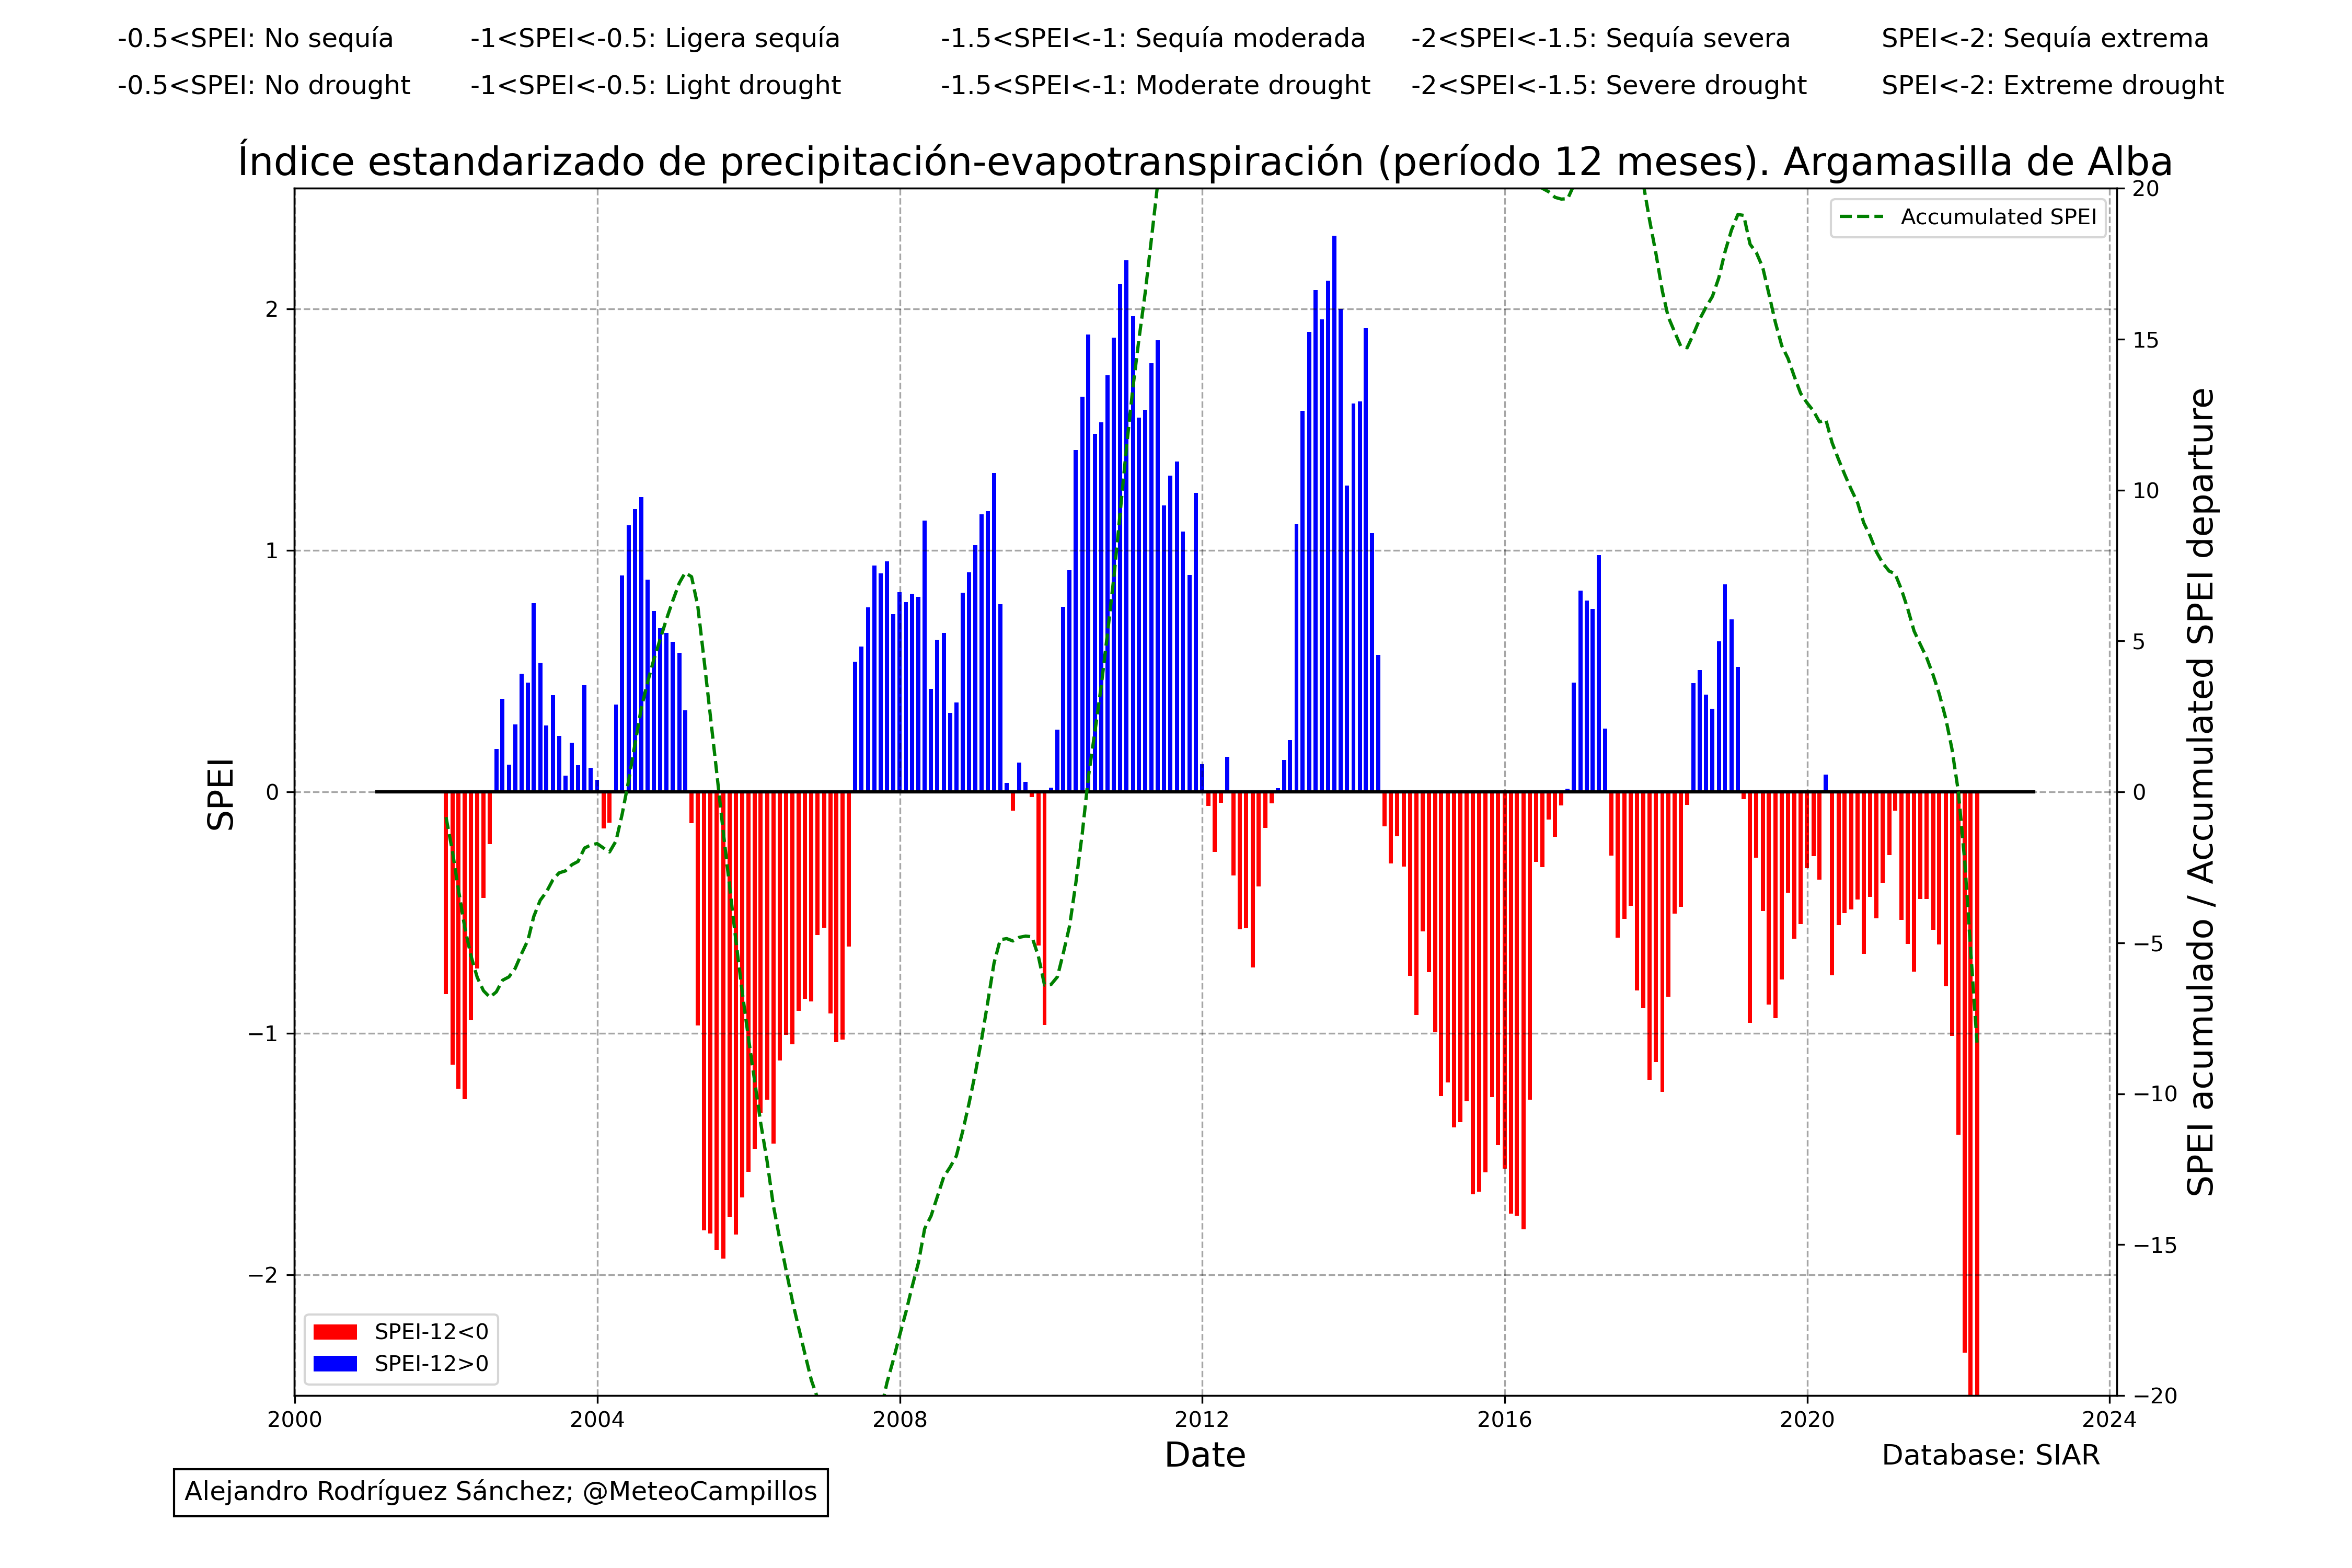 -0.5<SPEI: No sequía -1<SPEI<-0.5: Ligera sequía -1.5<SPEI<-1: Sequía moderada -2<SPEI<-1.5: Sequía severa SPEI<-2: Sequía extrema
-0.5<SPEI: No drought -1<SPEI<-0.5: Light drought -1.5<SPEI<-1: Moderate drought -2<SPEI<-1.5: Severe drought SPEI<-2: Extreme drought
Índice estandarizado de precipitación-evapotranspiración (período 12 meses). Argamasilla de Alba
Accumulated SPEI
SPEI
2
1
0
−1
−2
20
15
10
5
0
−5
−10
−15
−20
SPEI acumulado / Accumulated SPEI departure
SPEI-12<0
SPEI-12>0
2000 2004 2008 2012 2016 2020 2024
Date
Database: SIAR
Alejandro Rodríguez Sánchez; @MeteoCampillos